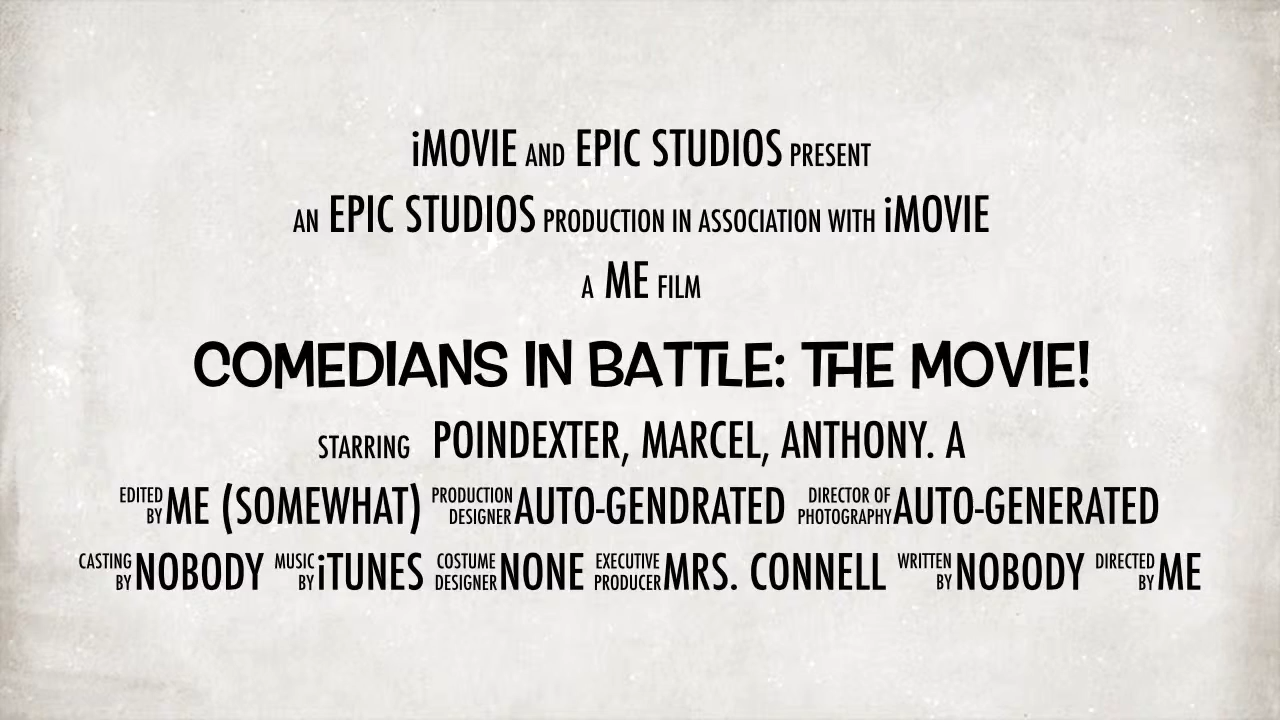 iMOVIE AND EPIC STUDIOS PRESENT
AN EPIC STUDIOS PRODUCTION IN ASSOCIATION WITH iMOVIE
A ME FILM
COMEDIANS IN BATTLE: THE MOVIE!
STARRING POINDEXTER, MARCEL, ANTHONY. A
EDITED BY ME (SOMEWHAT) PRODUCTION DESIGNER AUTO-GENDRATED DIRECTOR OF PHOTOGRAPHY AUTO-GENERATED
CASTING BY NOBODY MUSIC BY iTUNES COSTUME DESIGNER NONE EXECUTIVE PRODUCER MRS. CONNELL WRITTEN BY NOBODY DIRECTED BY ME